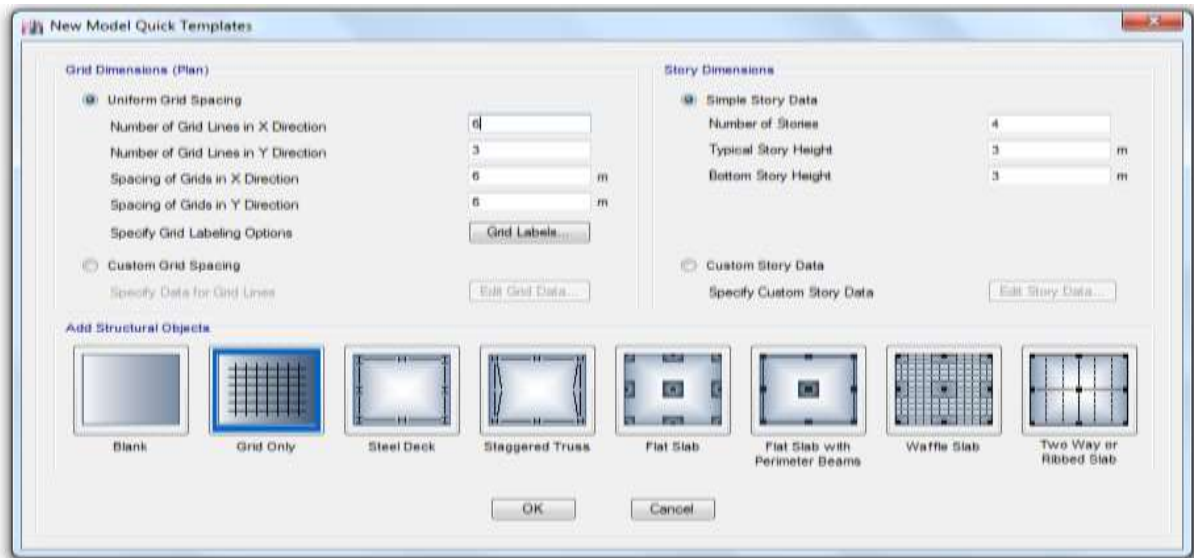 New Model Quick Templates
Grid Dimensions (Plan)
Uniform Grid Spacing
Number of Grid Lines in X Direction 6
Number of Grid Lines in Y Direction 3
Spacing of Grids in X Direction 6 m
Spacing of Grids in Y Direction 6 m
Specify Grid Labeling Options Grid Labels...
Custom Grid Spacing
Specify Data for Grid Lines Edit Grid Data...
Story Dimensions
Simple Story Data
Number of Stories 4
Typical Story Height 3 m
Bottom Story Height 3 m
Custom Story Data
Specify Custom Story Data Edit Story Data...
Add Structural Objects
Blank
Grid Only
Steel Deck
Staggered Truss
Flat Slab
Flat Slab with
Perimeter Beams
Waffle Slab
Two Way or
Ribbed Slab
OK Cancel